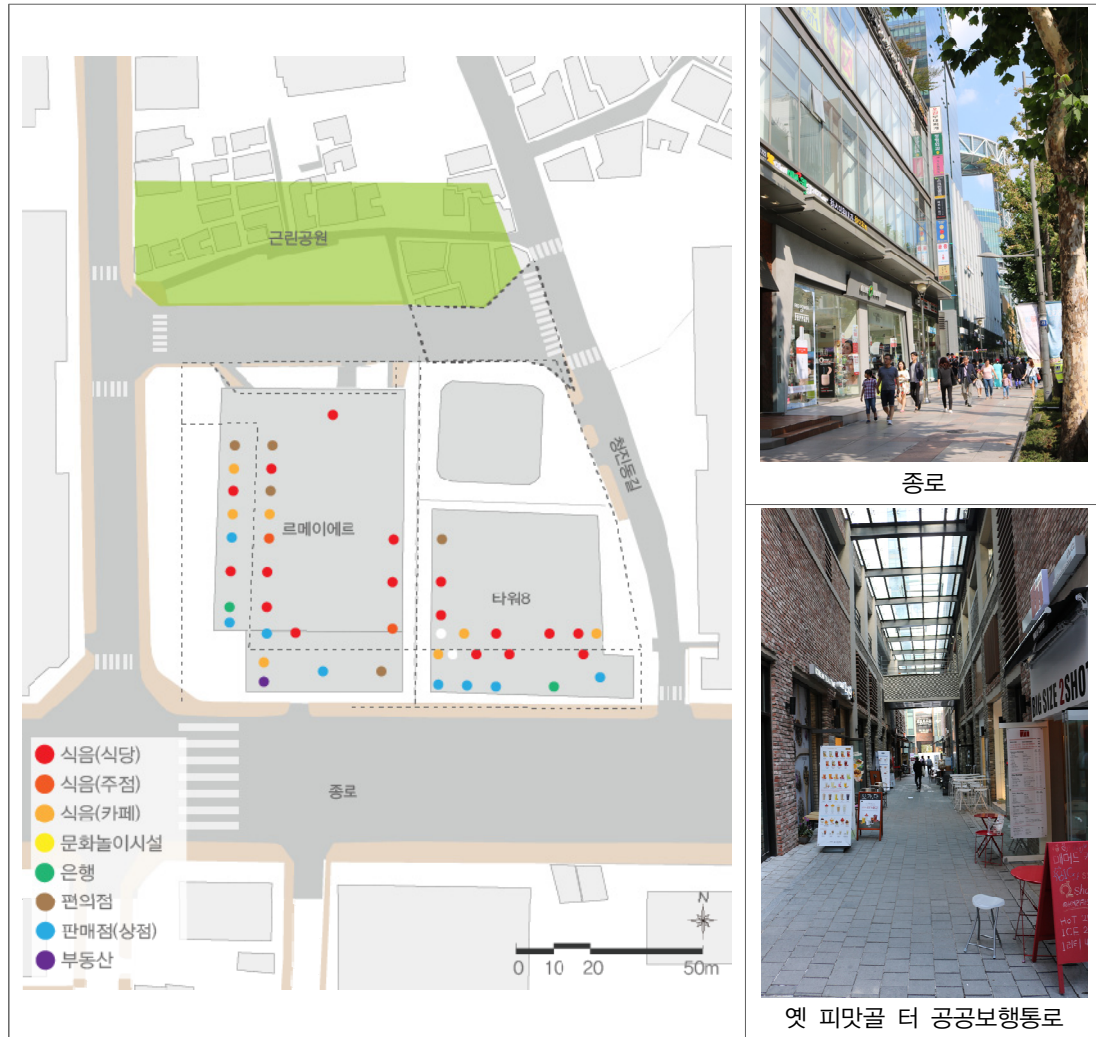 근린공원
청진동길
르메이에르
타워8
종로
식음(식당)
식음(주점)
식음(카페)
문화놀이시설
은행
편의점
판매점(상점)
부동산
N
0 10 20 50m
종로
BIG SIZE 2SHOT
옛 피맛골 터 공공보행통로